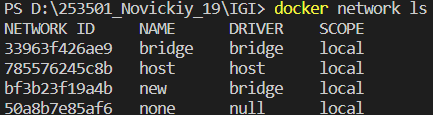 PS D:\253501_Novickiy_19\IGI> docker network ls
NETWORK ID     NAME      DRIVER    SCOPE
33963f426ae9   bridge    bridge    local
785576245c8b   host      host      local
bf3b23f19a4b   new       bridge    local
50a8b7e85af6   none      null      local